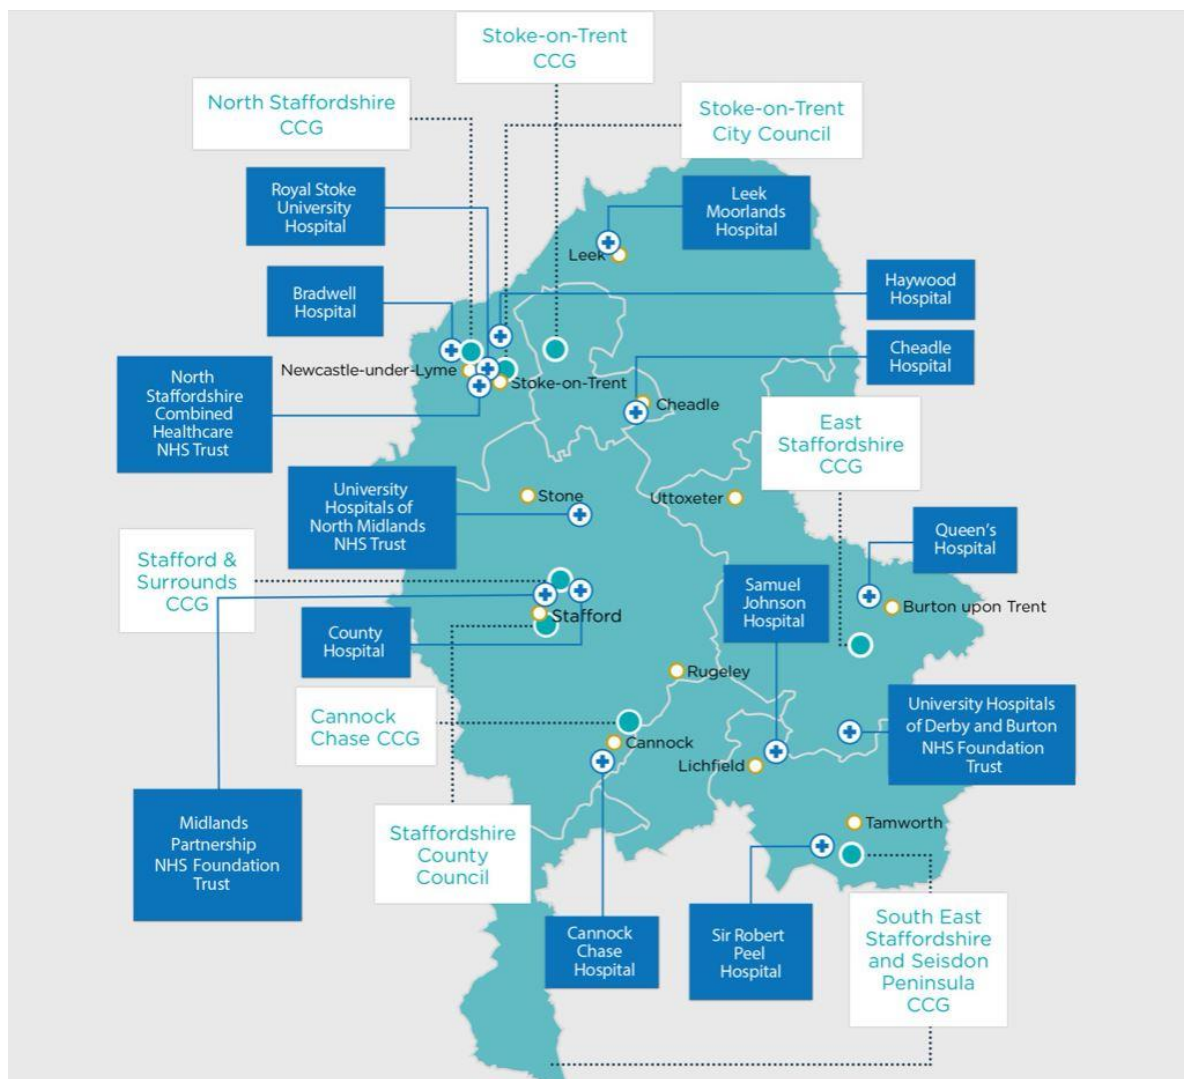 Stoke-on-Trent
CCG
North Staffordshire
CCG
Stoke-on-Trent
City Council
Royal Stoke
University
Hospital
Leek
Moorlands
Hospital
Leek
Bradwell
Hospital
Haywood
Hospital
Cheadle
Hospital
Newcastle-under-Lyme
Stoke-on-Trent
North
Staffordshire
Combined
Healthcare
NHS Trust
Cheadle
East
Staffordshire
CCG
University
Hospitals of
North Midlands
NHS Trust
Stone
Uttoxeter
Queen's
Hospital
Stafford &
Surrounds
CCG
Samuel
Johnson
Hospital
Burton upon Trent
Stafford
County
Hospital
Rugeley
Cannock
Chase CCG
University Hospitals
of Derby and Burton
NHS Foundation
Trust
Cannock
Lichfield
Midlands
Partnership
NHS Foundation
Trust
Staffordshire
County
Council
Tamworth
Cannock
Chase
Hospital
Sir Robert
Peel
Hospital
South East
Staffordshire
and Seisdon
Peninsula
CCG